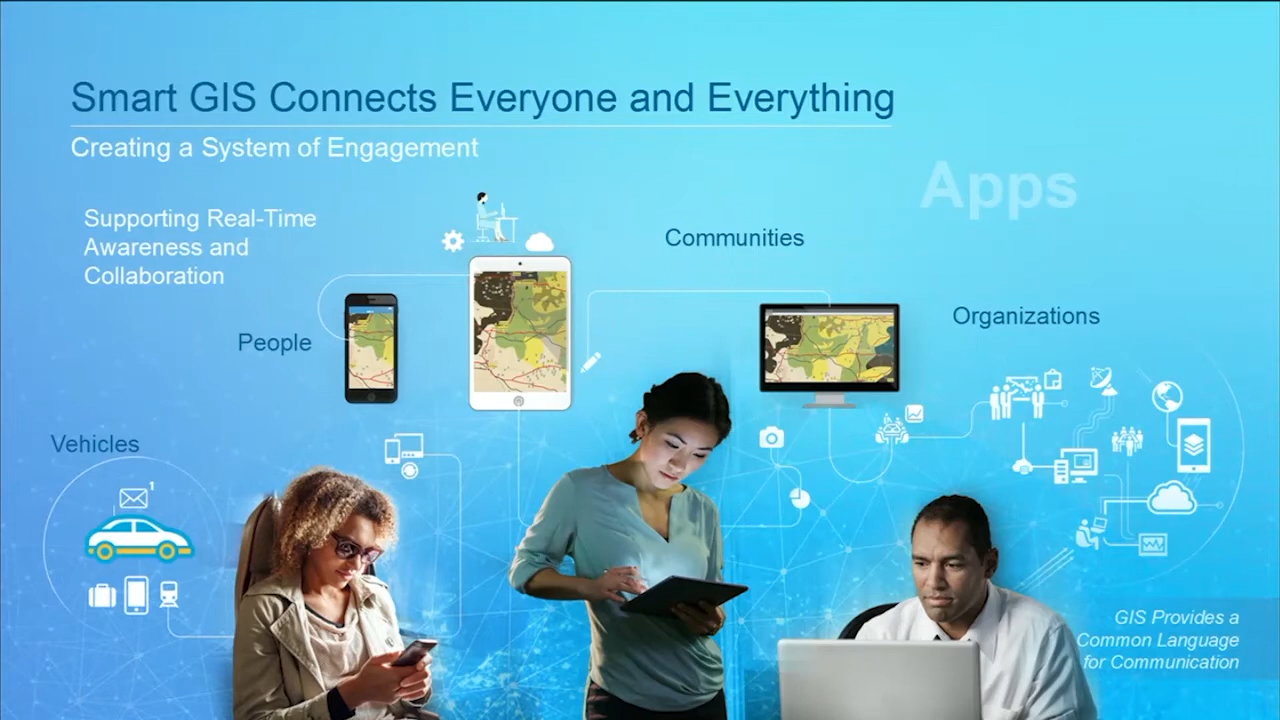 Smart GIS Connects Everyone and Everything
Creating a System of Engagement
Apps
Supporting Real-Time
Awareness and
Collaboration
Communities
Organizations
People
Vehicles
1
GIS Provides a
Common Language
for Communication